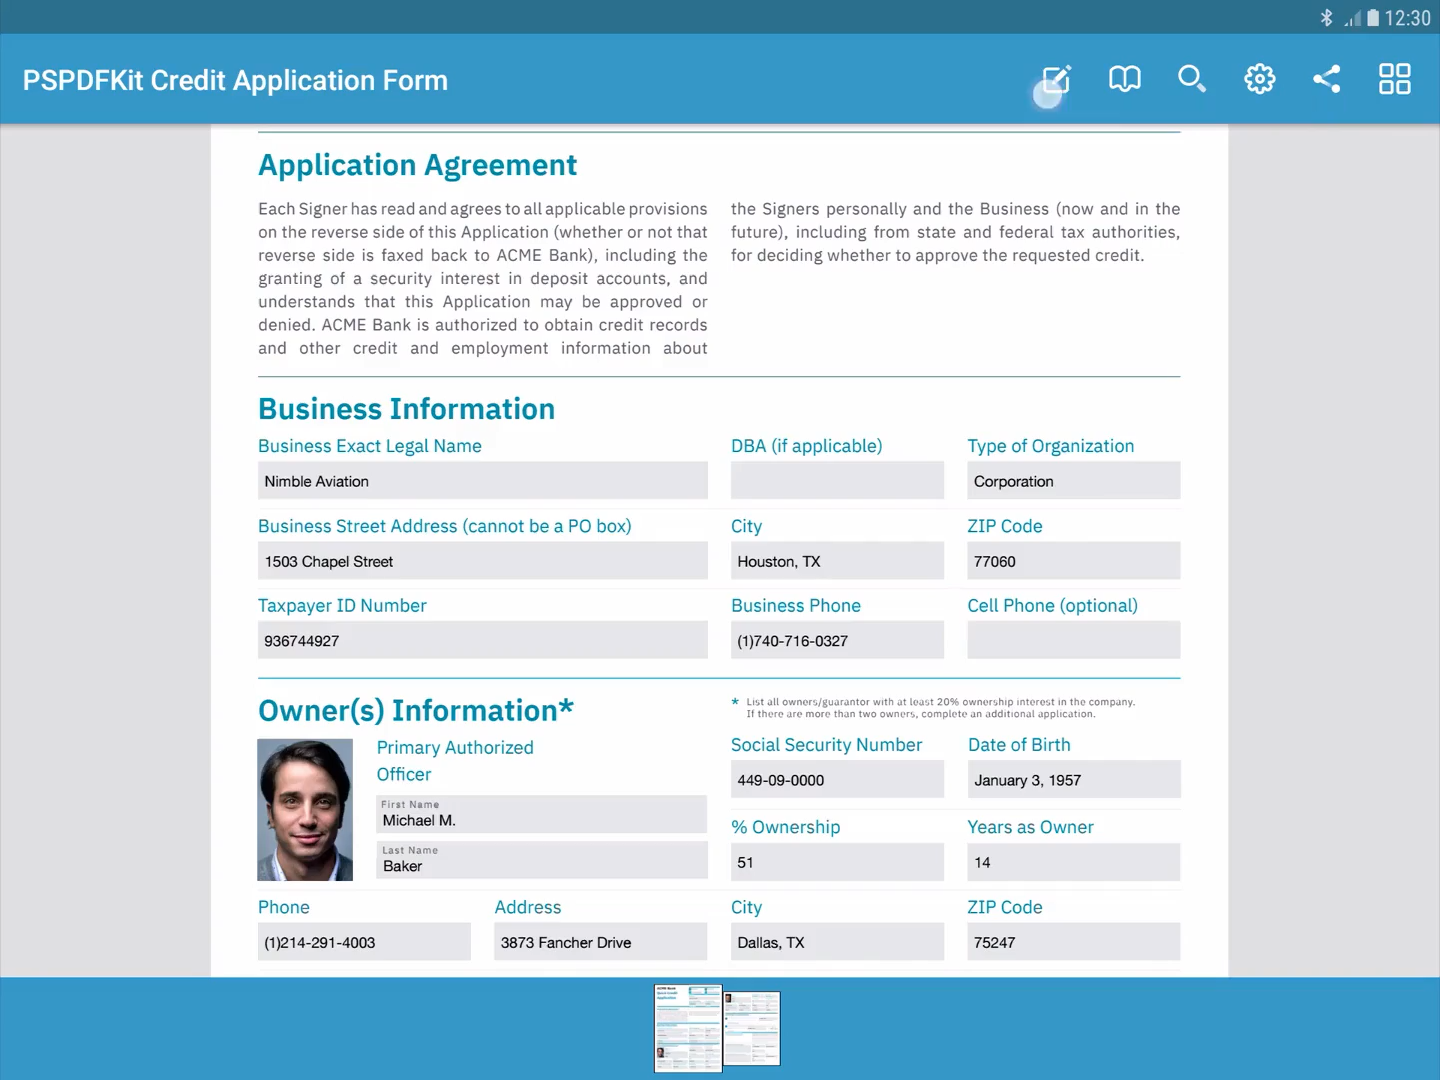 12:30
PSPDFKit Credit Application Form
Application Agreement
Each Signer has read and agrees to all applicable provisions
on the reverse side of this Application (whether or not that
reverse side is faxed back to ACME Bank), including the
granting of a security interest in deposit accounts, and
understands that this Application may be approved or
denied. ACME Bank is authorized to obtain credit records
and other credit and employment information about
the Signers personally and the Business (now and in the
future), including from state and federal tax authorities,
for deciding whether to approve the requested credit.
Business Information
Business Exact Legal Name
DBA (if applicable)
Type of Organization
Nimble Aviation
Corporation
Business Street Address (cannot be a PO box)
City
ZIP Code
1503 Chapel Street
Houston, TX
77060
Taxpayer ID Number
Business Phone
Cell Phone (optional)
936744927
(1)740-716-0327
Owner(s) Information*
* List all owners/guarantor with at least 20% ownership interest in the company.
If there are more than two owners, complete an additional application.
Primary Authorized
Officer
First Name
Michael M.
Last Name
Baker
Social Security Number
Date of Birth
449-09-0000
January 3, 1957
% Ownership
Years as Owner
51
14
Phone
Address
City
ZIP Code
(1)214-291-4003
3873 Fancher Drive
Dallas, TX
75247